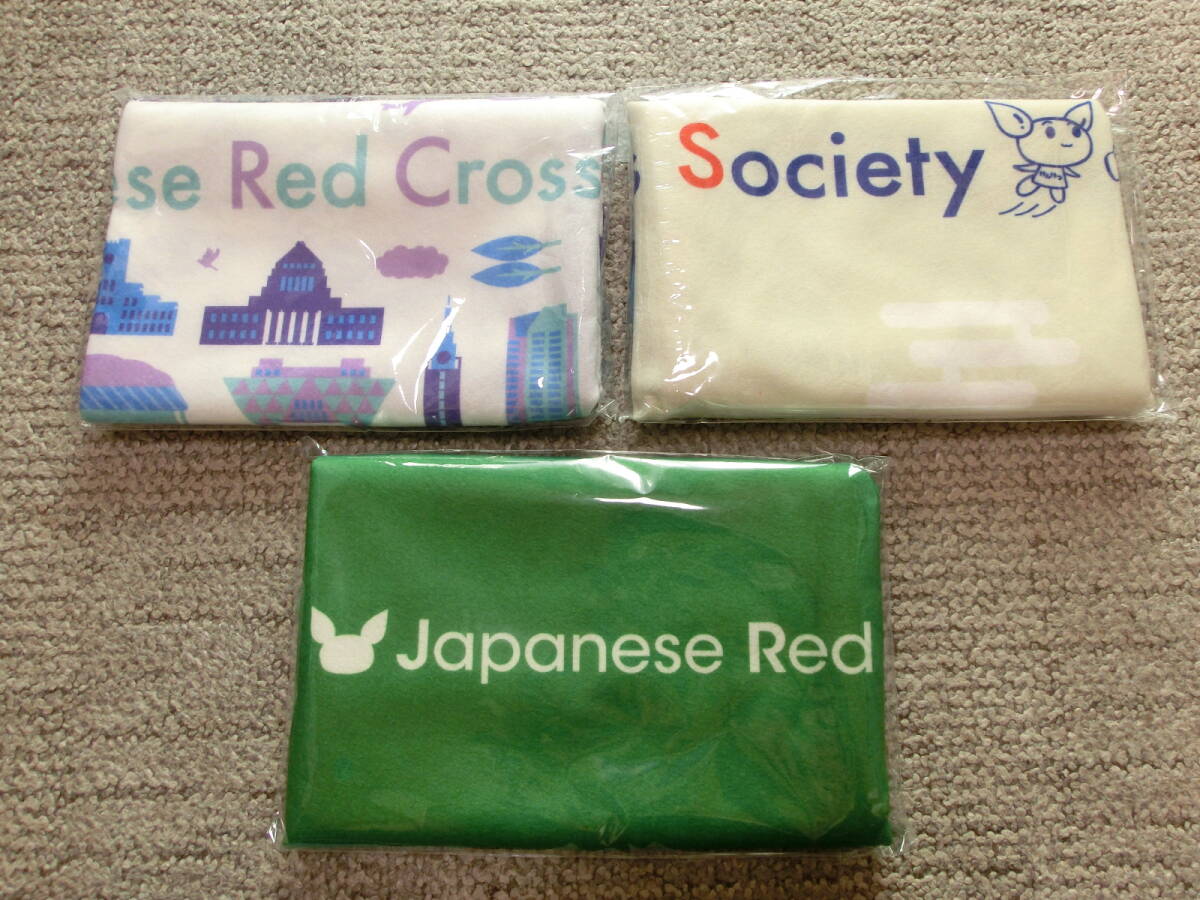 ese Red Cross
s Society
Japanese Red